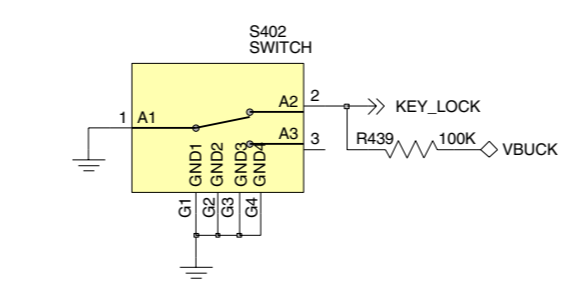 S402
SWITCH
1 A1
A2 2
KEY_LOCK
A3 3
R439 100K
VBUCK
GND1
GND2
GND3
GND4
G1
G2
G3
G4